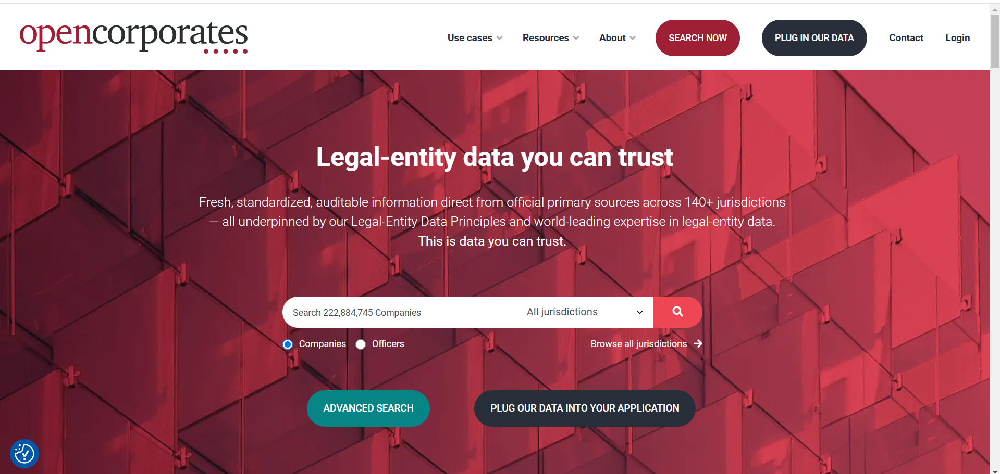 opencorporates
Use cases
Resources
About
SEARCH NOW
PLUG IN OUR DATA
Contact
Login
Legal-entity data you can trust
Fresh, standardized, auditable information direct from official primary sources across 140+ jurisdictions
— all underpinned by our Legal-Entity Data Principles and world-leading expertise in legal-entity data.
This is data you can trust.
Search 222,884,745 Companies
All jurisdictions
Companies
Officers
Browse all jurisdictions
ADVANCED SEARCH
PLUG OUR DATA INTO YOUR APPLICATION